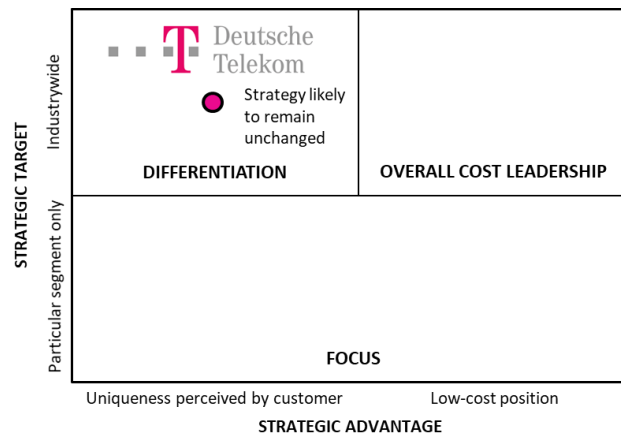 T Deutsche
Telekom
Strategy likely
to remain
unchanged
DIFFERENTIATION
OVERALL COST LEADERSHIP
FOCUS
STRATEGIC TARGET
Industrywide
Particular segment only
Uniqueness perceived by customer
Low-cost position
STRATEGIC ADVANTAGE